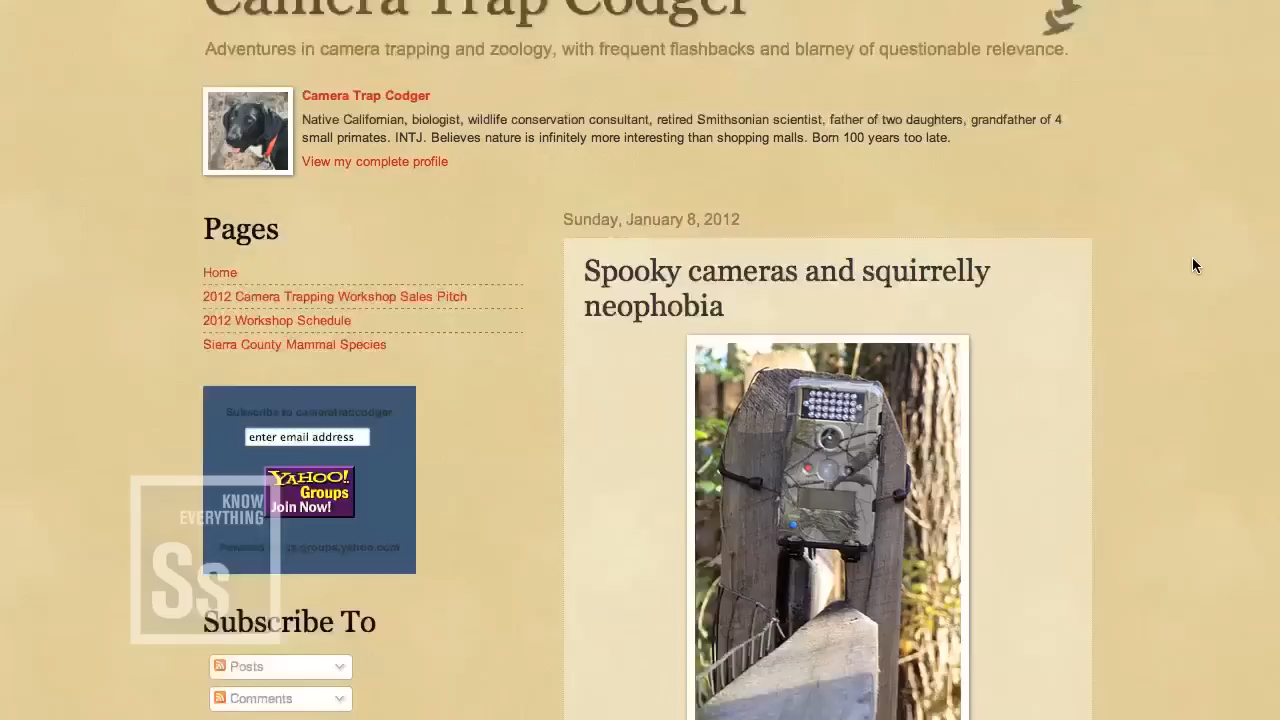 Camera Trap Codger
Adventures in camera trapping and zoology, with frequent flashbacks and blarney of questionable relevance.
Camera Trap Codger
Native Californian, biologist, wildlife conservation consultant, retired Smithsonian scientist, father of two daughters, grandfather of 4
small primates. INTJ. Believes nature is infinitely more interesting than shopping malls. Born 100 years too late.
View my complete profile
Pages
Home
2012 Camera Trapping Workshop Sales Pitch
2012 Workshop Schedule
Sierra County Mammal Species
Subscribe to cameratrapcodger
enter email address
YAHOO!
Groups
Join Now!
groups.yahoo.com
KNOW
EVERYTHING
Ss
Subscribe To
Posts
Comments
Sunday, January 8, 2012
Spooky cameras and squirrelly
neophobia